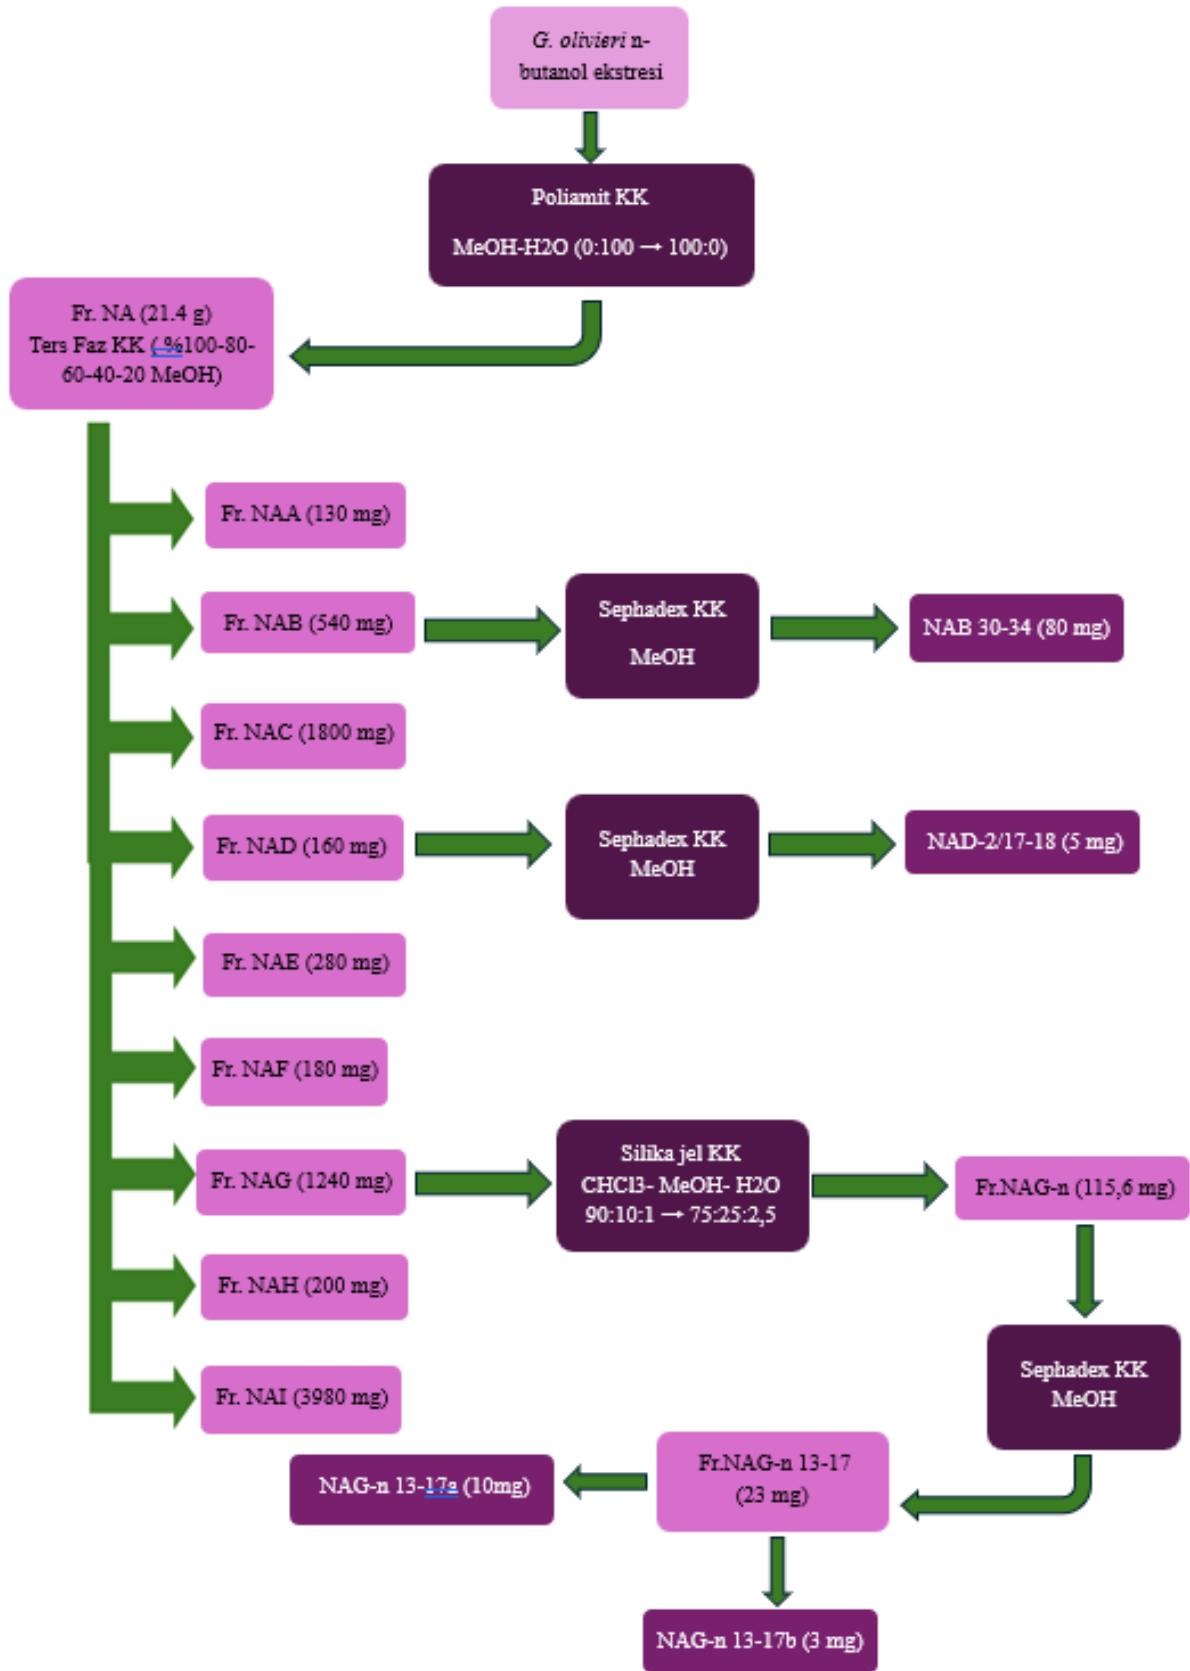 G. olivieri n-
butanol ekstresi
Poliamit KK
MeOH-H2O (0:100 → 100:0)
Fr. NA (21.4 g)
Ters Faz KK ( %100-80-
60-40-20 MeOH)
Fr. NAA (130 mg)
Fr. NAB (540 mg)
Sephadex KK
MeOH
NAB 30-34 (80 mg)
Fr. NAC (1800 mg)
Fr. NAD (160 mg)
Sephadex KK
MeOH
NAD-2/17-18 (5 mg)
Fr. NAE (280 mg)
Fr. NAF (180 mg)
Fr. NAG (1240 mg)
Silika jel KK
CHCl3- MeOH- H2O
90:10:1 → 75:25:2,5
Fr.NAG-n (115,6 mg)
Fr. NAH (200 mg)
Sephadex KK
MeOH
Fr. NAI (3980 mg)
Fr.NAG-n 13-17
(23 mg)
NAG-n 13-17a (10mg)
NAG-n 13-17b (3 mg)